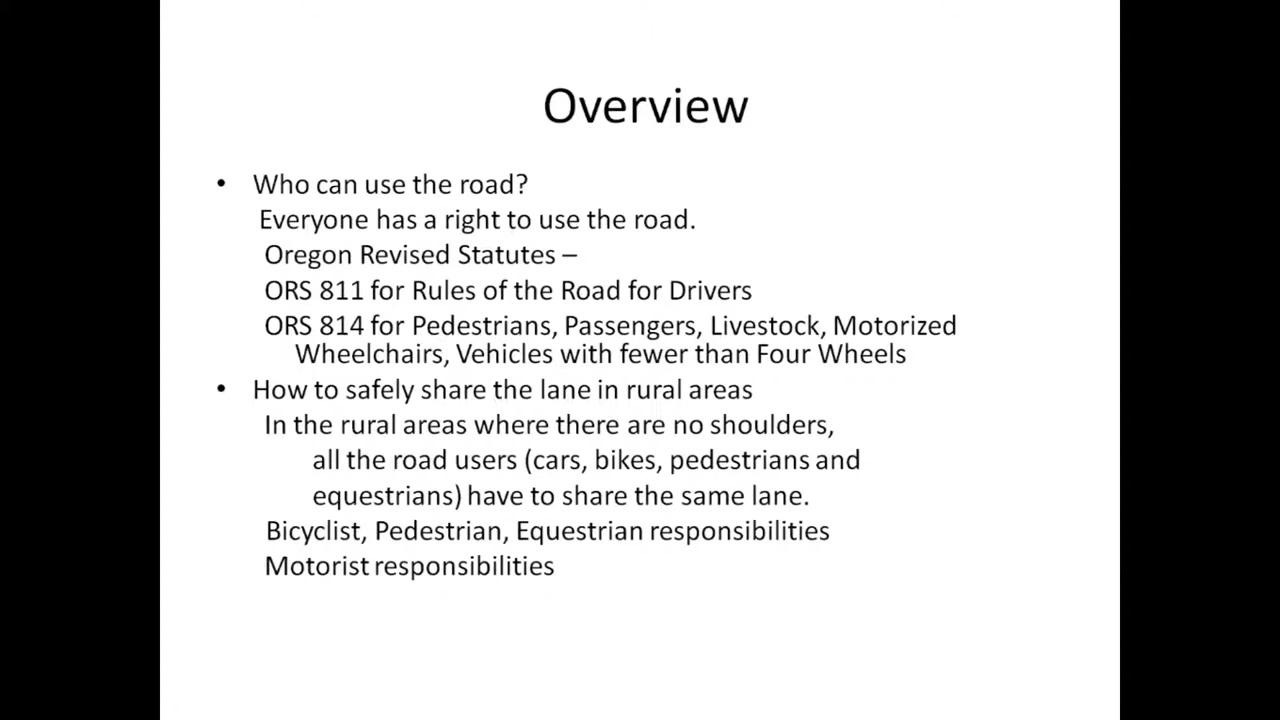 Overview
• Who can use the road?
Everyone has a right to use the road.
Oregon Revised Statutes –
ORS 811 for Rules of the Road for Drivers
ORS 814 for Pedestrians, Passengers, Livestock, Motorized
Wheelchairs, Vehicles with fewer than Four Wheels
• How to safely share the lane in rural areas
In the rural areas where there are no shoulders,
all the road users (cars, bikes, pedestrians and
equestrians) have to share the same lane.
Bicyclist, Pedestrian, Equestrian responsibilities
Motorist responsibilities